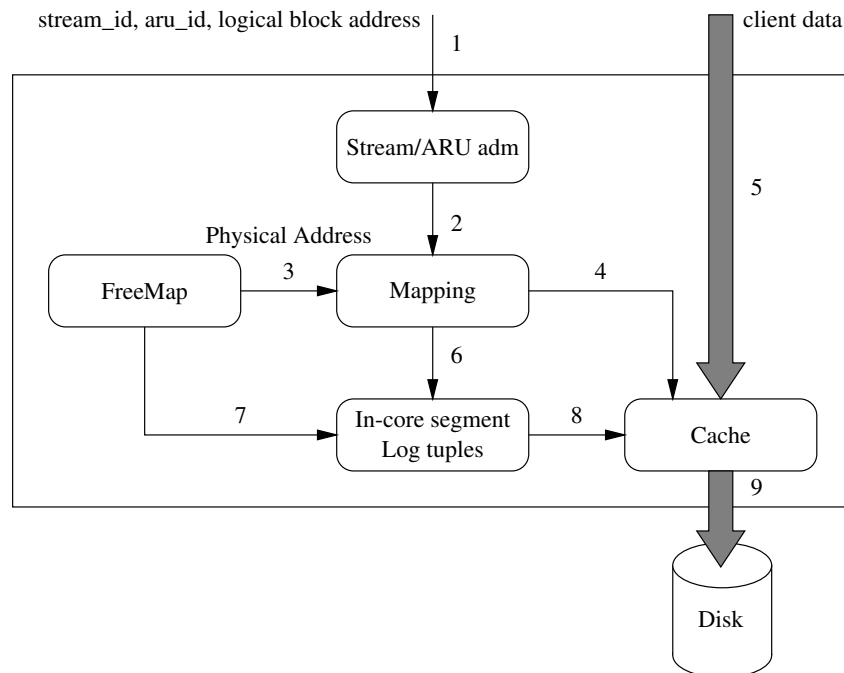 stream_id, aru_id, logical block address
client data
1
Stream/ARU adm
5
2
Physical Address
3
4
FreeMap
Mapping
6
7
In-core segment
Log tuples
8
Cache
9
Disk